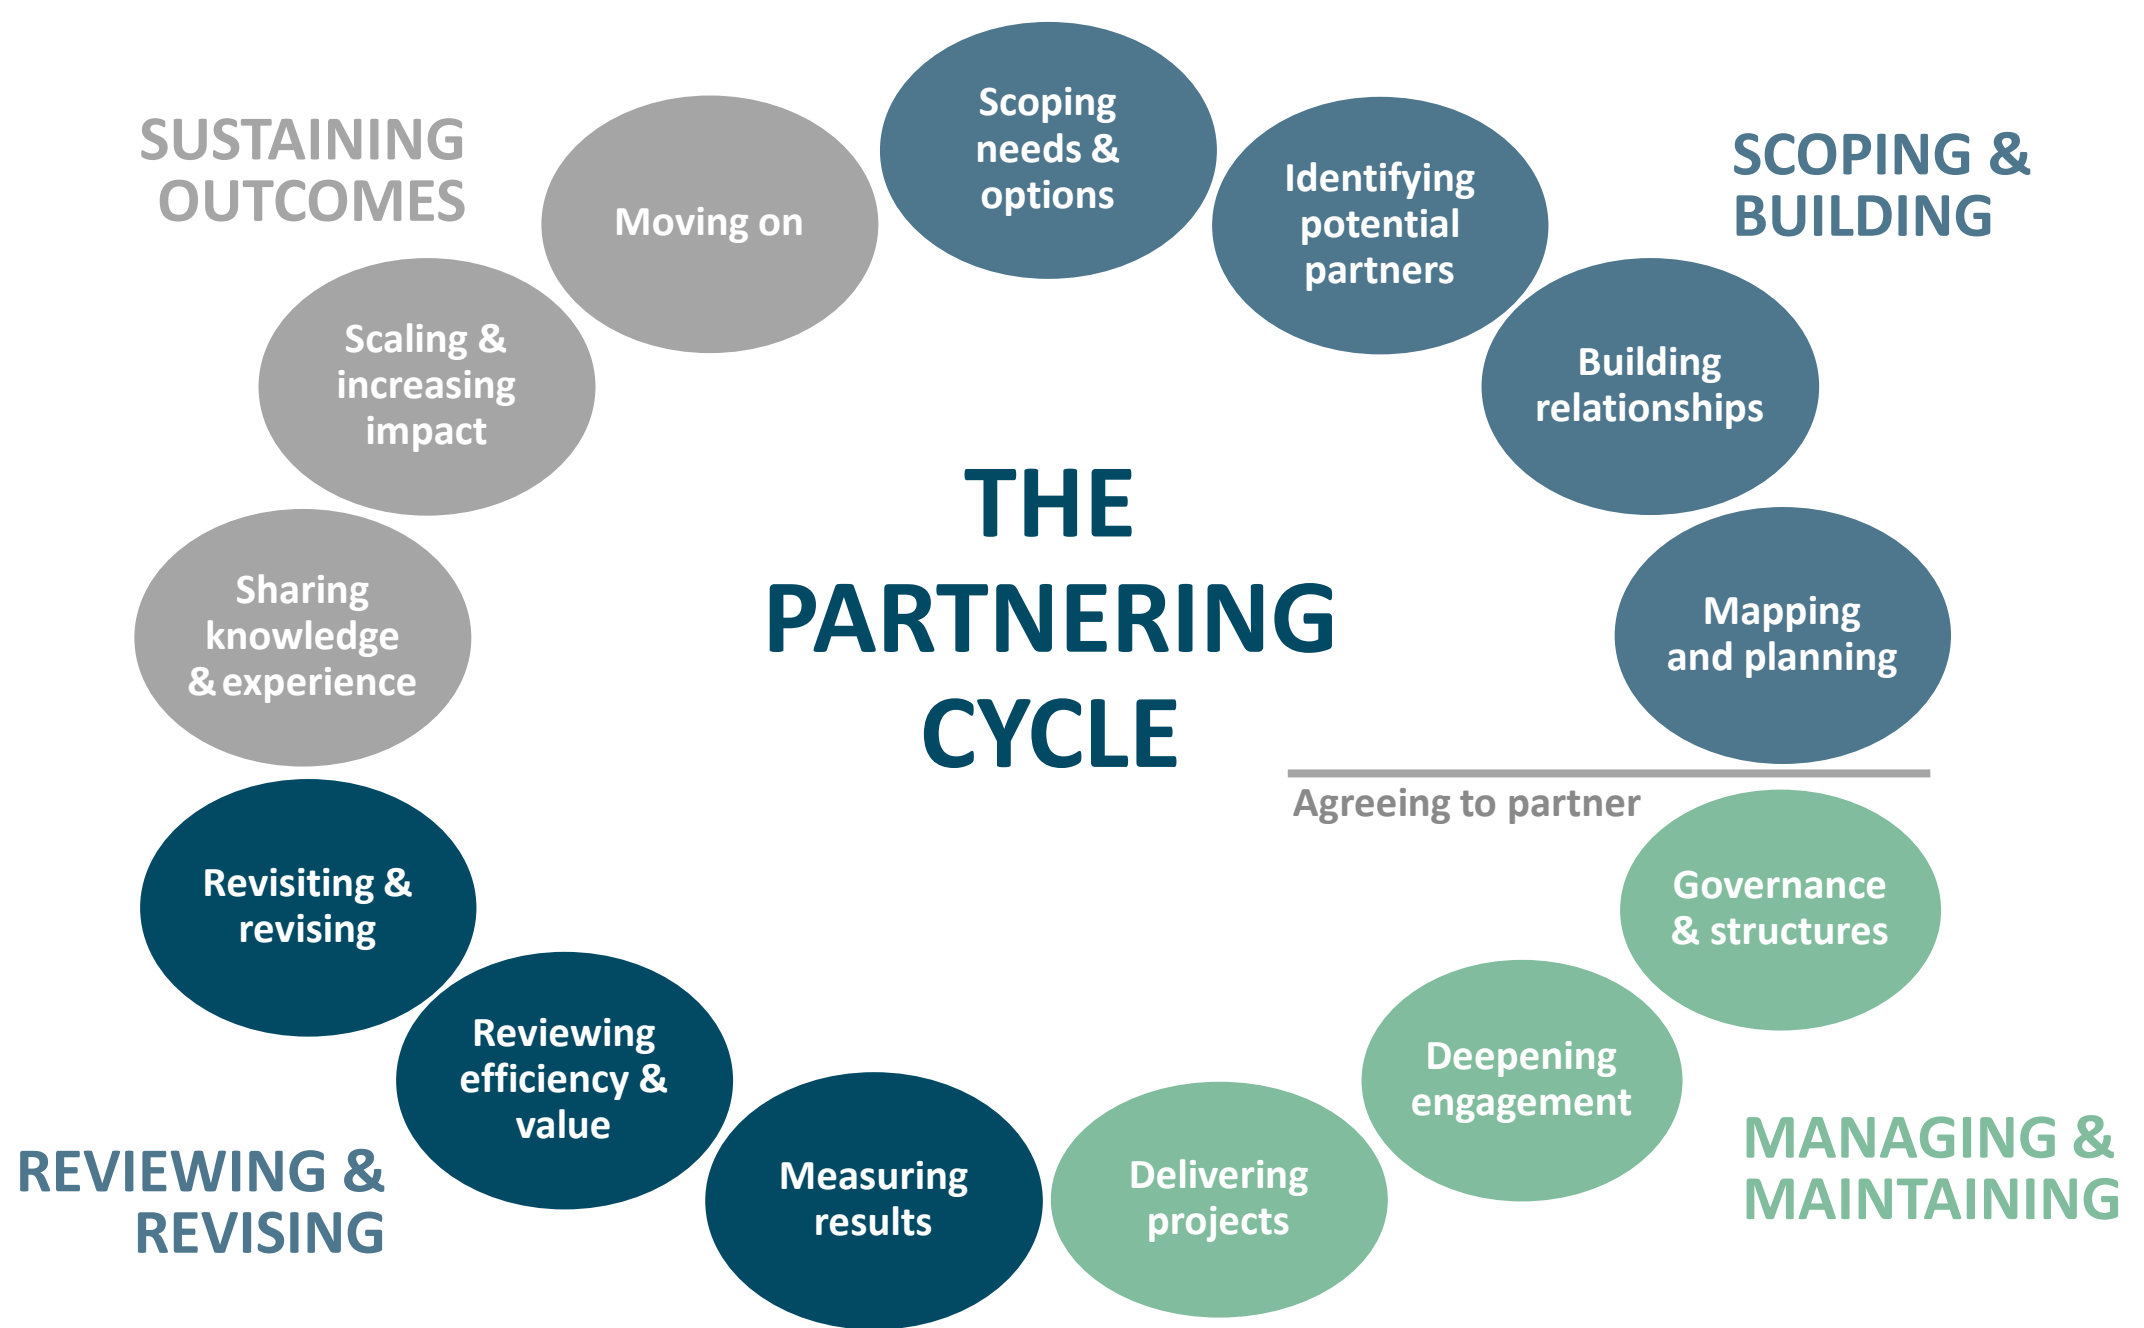 SUSTAINING
OUTCOMES
SCOPING &
BUILDING
Scoping
needs &
options
Identifying
potential
partners
Building
relationships
Mapping
and planning
Agreeing to partner
Governance
& structures
Deepening
engagement
Delivering
projects
MANAGING &
MAINTAINING
Measuring
results
Reviewing
efficiency &
value
Revisiting &
revising
REVIEWING &
REVISING
Sharing
knowledge
& experience
Scaling &
increasing
impact
Moving on
THE
PARTNERING
CYCLE